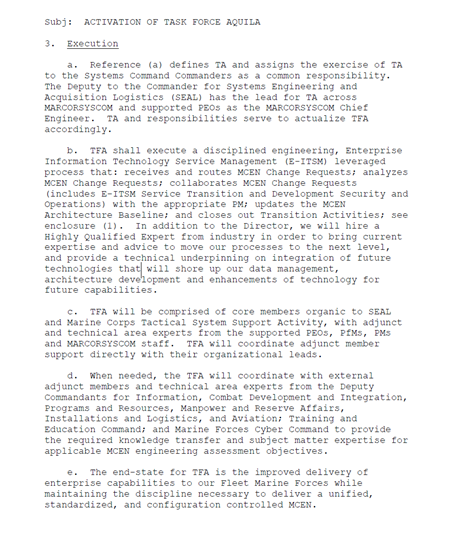 Subj:  ACTIVATION OF TASK FORCE AQUILA
3.  Execution
a.  Reference (a) defines TA and assigns the exercise of TA
to the Systems Command Commanders as a common responsibility.
The Deputy to the Commander for Systems Engineering and
Acquisition Logistics (SEAL) has the lead for TA across
MARCORSYSCOM and supported PEOs as the MARCORSYSCOM Chief
Engineer.  TA and responsibilities serve to actualize TFA
accordingly.
b.  TFA shall execute a disciplined engineering, Enterprise
Information Technology Service Management (E-ITSM) leveraged
process that: receives and routes MCEN Change Requests; analyzes
MCEN Change Requests; collaborates MCEN Change Requests
(includes E-ITSM Service Transition and Development Security and
Operations) with the appropriate PM; updates the MCEN
Architecture Baseline; and closes out Transition Activities; see
enclosure (1).  In addition to the Director, we will hire a
Highly Qualified Expert from industry in order to bring current
expertise and advice to move our processes to the next level,
and provide a technical underpinning on integration of future
technologies that will shore up our data management,
architecture development and enhancements of technology for
future capabilities.
c.  TFA will be comprised of core members organic to SEAL
and Marine Corps Tactical System Support Activity, with adjunct
and technical area experts from the supported PEOs, PfMs, PMs
and MARCORSYSCOM staff.  TFA will coordinate adjunct member
support directly with their organizational leads.
d.  When needed, the TFA will coordinate with external
adjunct members and technical area experts from the Deputy
Commandants for Information, Combat Development and Integration,
Programs and Resources, Manpower and Reserve Affairs,
Installations and Logistics, and Aviation; Training and
Education Command; and Marine Forces Cyber Command to provide
the required knowledge transfer and subject matter expertise for
applicable MCEN engineering assessment objectives.
e.  The end-state for TFA is the improved delivery of
enterprise capabilities to our Fleet Marine Forces while
maintaining the discipline necessary to deliver a unified,
standardized, and configuration controlled MCEN.